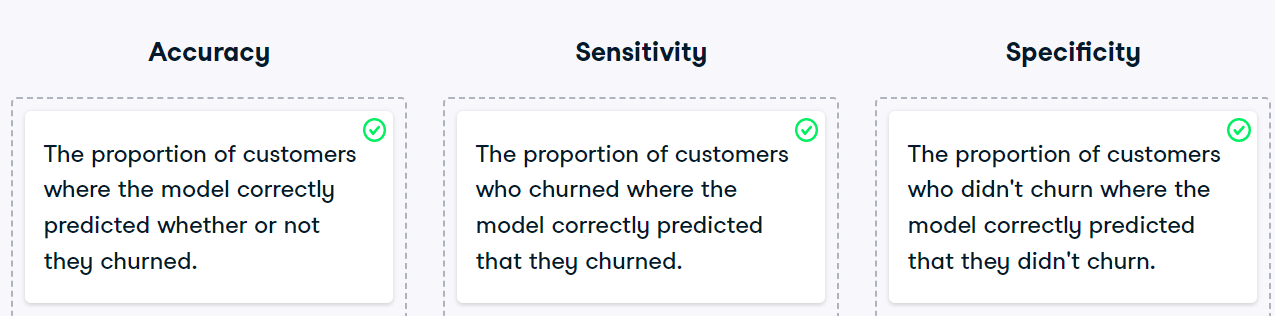 Accuracy
The proportion of customers
where the model correctly
predicted whether or not
they churned.
Sensitivity
The proportion of customers
who churned where the
model correctly predicted
that they churned.
Specificity
The proportion of customers
who didn't churn where the
model correctly predicted
that they didn't churn.